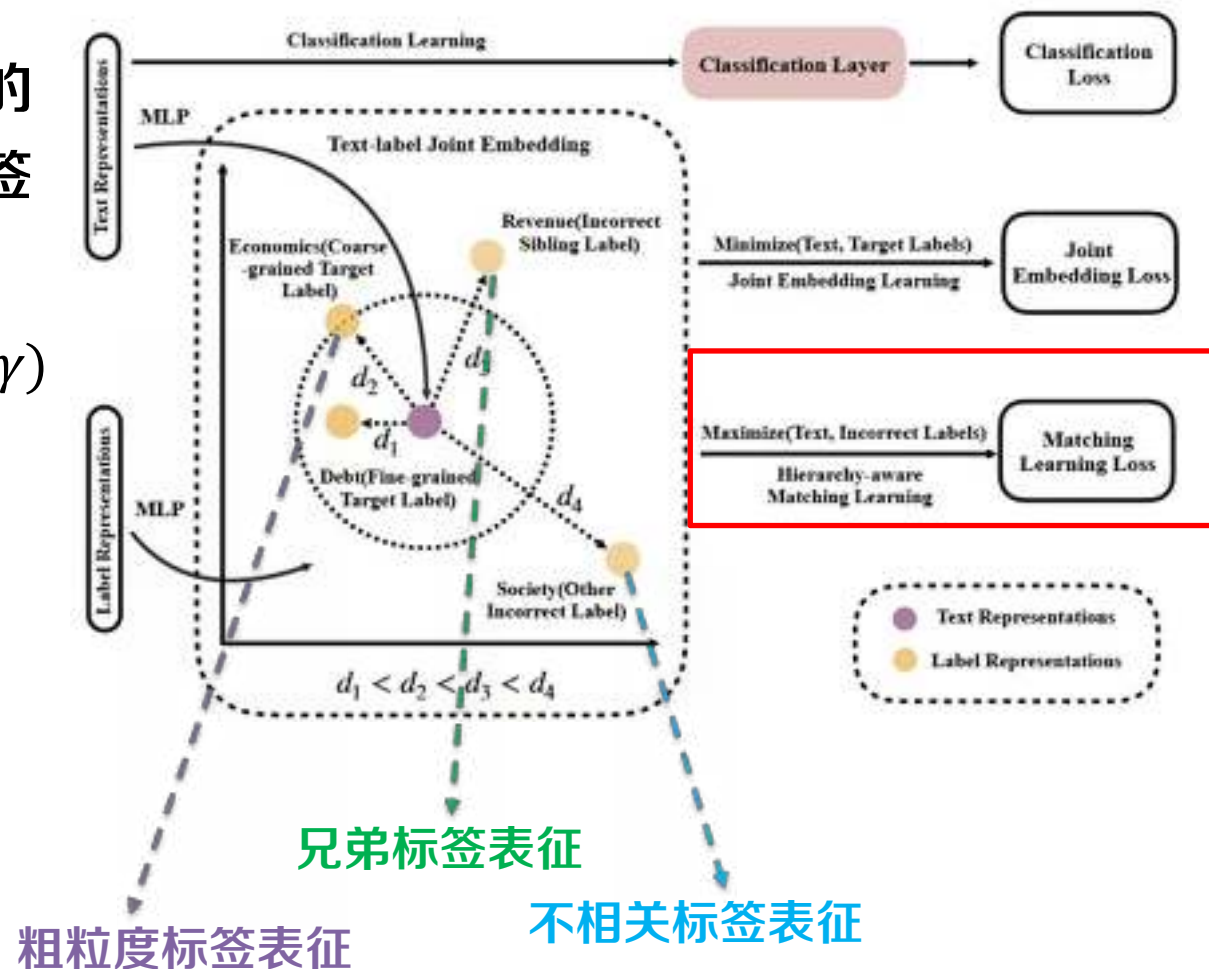 的
签
γ)
Text Representations
Classification Learning
Classification Layer
Classification
Loss
MLP
Text-label Joint Embedding
Revenue(Incorrect
Sibling Label)
Economics(Coarse
-grained Target
Label)
Minimize(Text, Target Labels)
Joint Embedding Learning
Joint
Embedding Loss
d₂
d₃
d₁
Debt(Fine-grained
Target Label)
d₄
Maximize(Text, Incorrect Labels)
Hierarchy-aware
Matching Learning
Matching
Learning Loss
Label Representations
MLP
Society(Other
Incorrect Label)
Text Representations
Label Representations
d₁ < d₂ < d₃ < d₄
兄弟标签表征
不相关标签表征
粗粒度标签表征